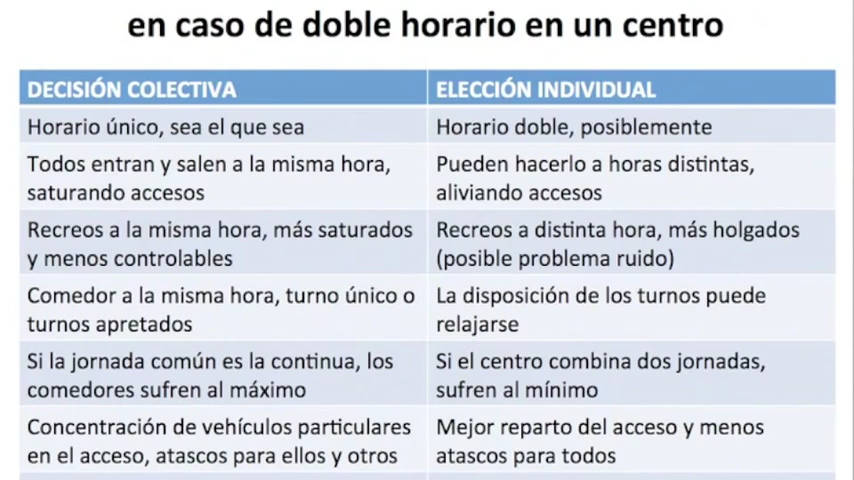 en caso de doble horario en un centro
DECISIÓN COLECTIVA
ELECCIÓN INDIVIDUAL
Horario único, sea el que sea
Horario doble, posiblemente
Todos entran y salen a la misma hora,
saturando accesos
Pueden hacerlo a horas distintas,
aliviando accesos
Recreos a la misma hora, más saturados
y menos controlables
Recreos a distinta hora, más holgados
(posible problema ruido)
Comedor a la misma hora, turno único o
turnos apretados
La disposición de los turnos puede
relajarse
Si la jornada común es la continua, los
comedores sufren al máximo
Si el centro combina dos jornadas,
sufren al mínimo
Concentración de vehículos particulares
en el acceso, atascos para ellos y otros
Mejor reparto del acceso y menos
atascos para todos